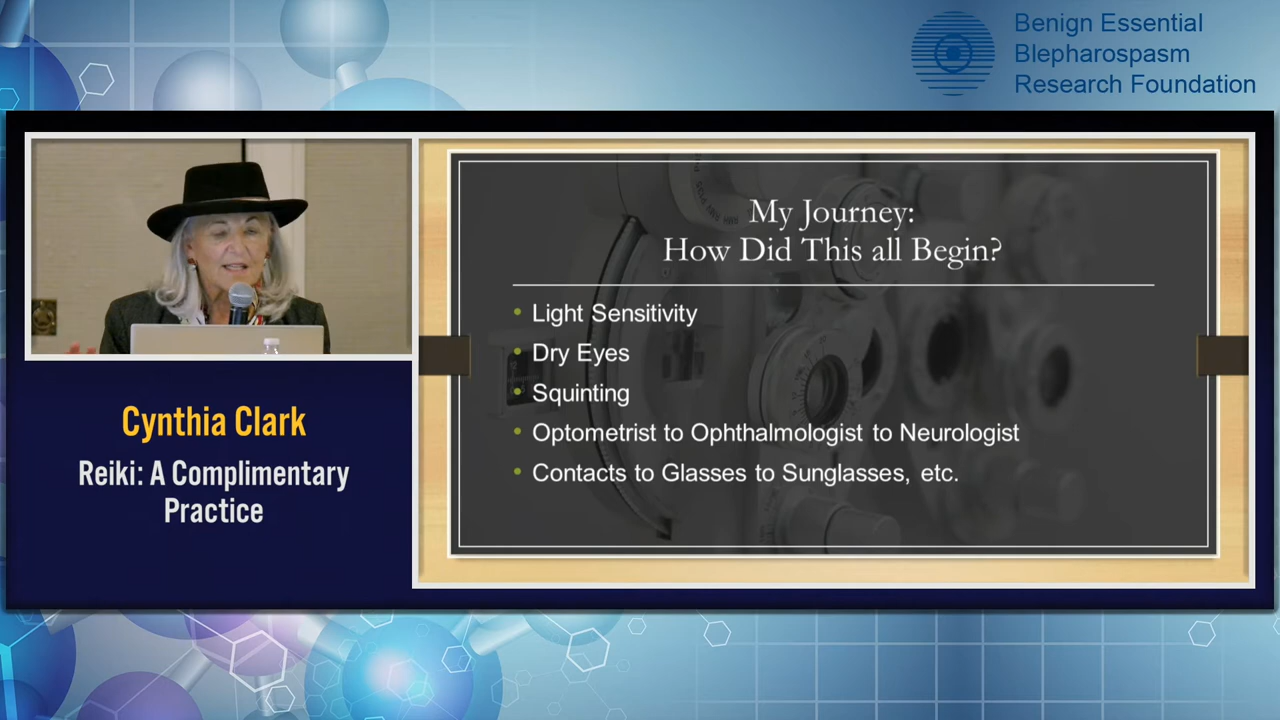 Benign Essential
Blepharospasm
Research Foundation
My Journey:
How Did This all Begin?
• Light Sensitivity
• Dry Eyes
• Squinting
• Optometrist to Ophthalmologist to Neurologist
• Contacts to Glasses to Sunglasses, etc.
Cynthia Clark
Reiki: A Complimentary
Practice